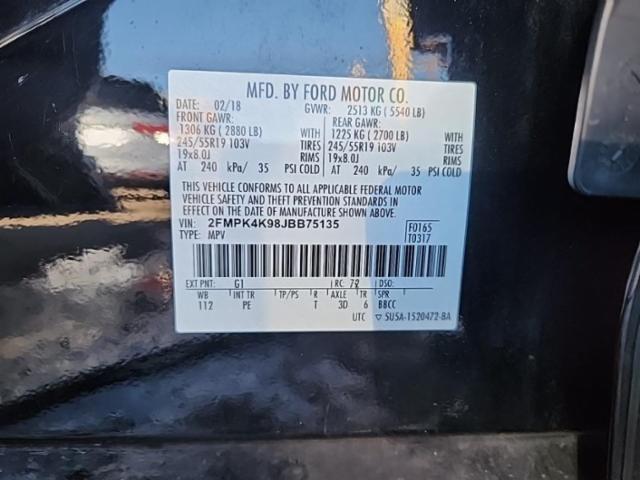 MFD. BY FORD MOTOR CO.
DATE: 02/18 GVWR: 2513 KG ( 5540 LB)
FRONT GAWR: REAR GAWR:
1306 KG ( 2880 LB) WITH 1225 KG ( 2700 LB) WITH
245/55R19 103V TIRES 245/55R19 103V TIRES
19x8.0J RIMS 19x8.0J RIMS
AT 240 kPa/ 35 PSI COLD AT 240 kPa/ 35 PSI COLD
THIS VEHICLE CONFORMS TO ALL APPLICABLE FEDERAL MOTOR
VEHICLE SAFETY AND THEFT PREVENTION STANDARDS IN
EFFECT ON THE DATE OF MANUFACTURE SHOWN ABOVE.
VIN: 2FMPK4K98JBB75135 F0165
TYPE: MPV T0317
EXT PNT: G1 RC: 72 DSO:
WB INT TR TP/PS R AXLE TR SPR
112 PE T 3D 6 BBCC
UTC ▽ 5U5A-1520472-BA